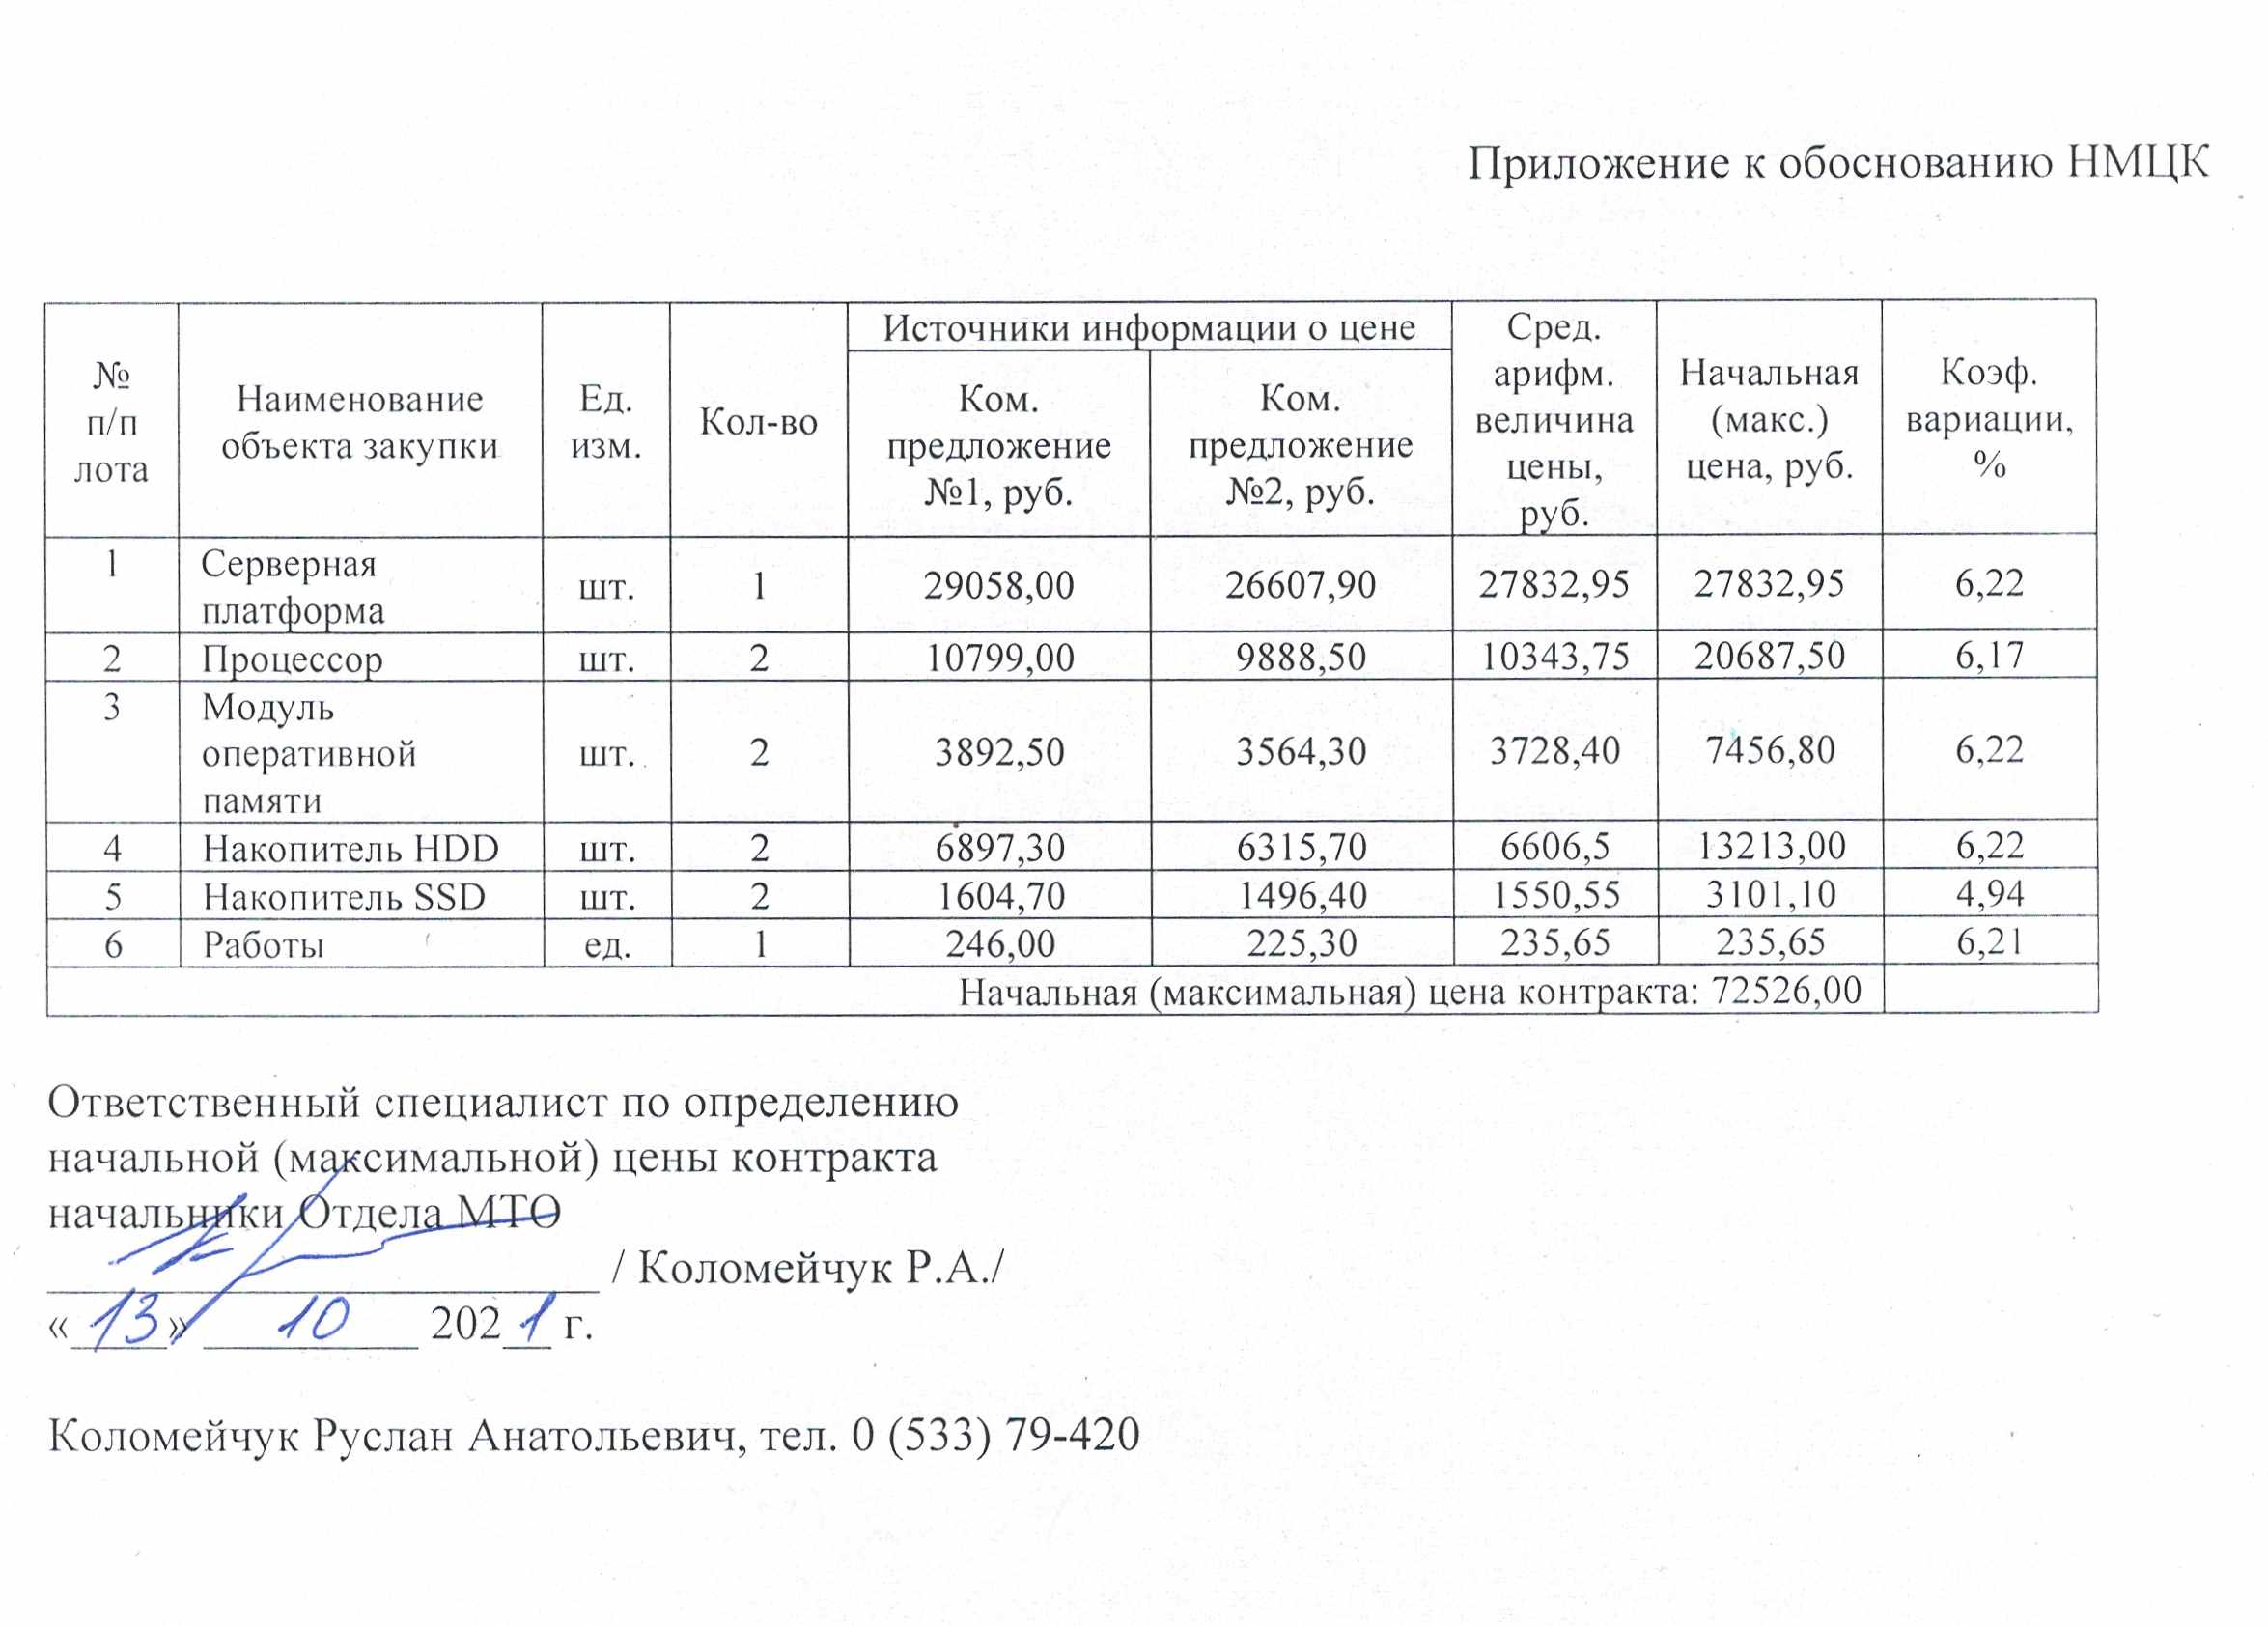 Приложение к обоснованию НМЦК
№ п/п лота
Наименование объекта закупки
Ед. изм.
Кол-во
Источники информации о цене
Ком. предложение №1, руб.
Ком. предложение №2, руб.
Сред. арифм. величина цены, руб.
Начальная (макс.) цена, руб.
Коэф. вариации, %
1 Серверная платформа шт. 1 29058,00 26607,90 27832,95 27832,95 6,22
2 Процессор шт. 2 10799,00 9888,50 10343,75 20687,50 6,17
3 Модуль оперативной памяти шт. 2 3892,50 3564,30 3728,40 7456,80 6,22
4 Накопитель HDD шт. 2 6897,30 6315,70 6606,5 13213,00 6,22
5 Накопитель SSD шт. 2 1604,70 1496,40 1550,55 3101,10 4,94
6 Работы ед. 1 246,00 225,30 235,65 235,65 6,21
Начальная (максимальная) цена контракта: 72526,00
Ответственный специалист по определению
начальной (максимальной) цены контракта
начальники Отдела МТО
/ Коломейчук Р.А./
«13» 10 2021 г.
Коломейчук Руслан Анатольевич, тел. 0 (533) 79-420